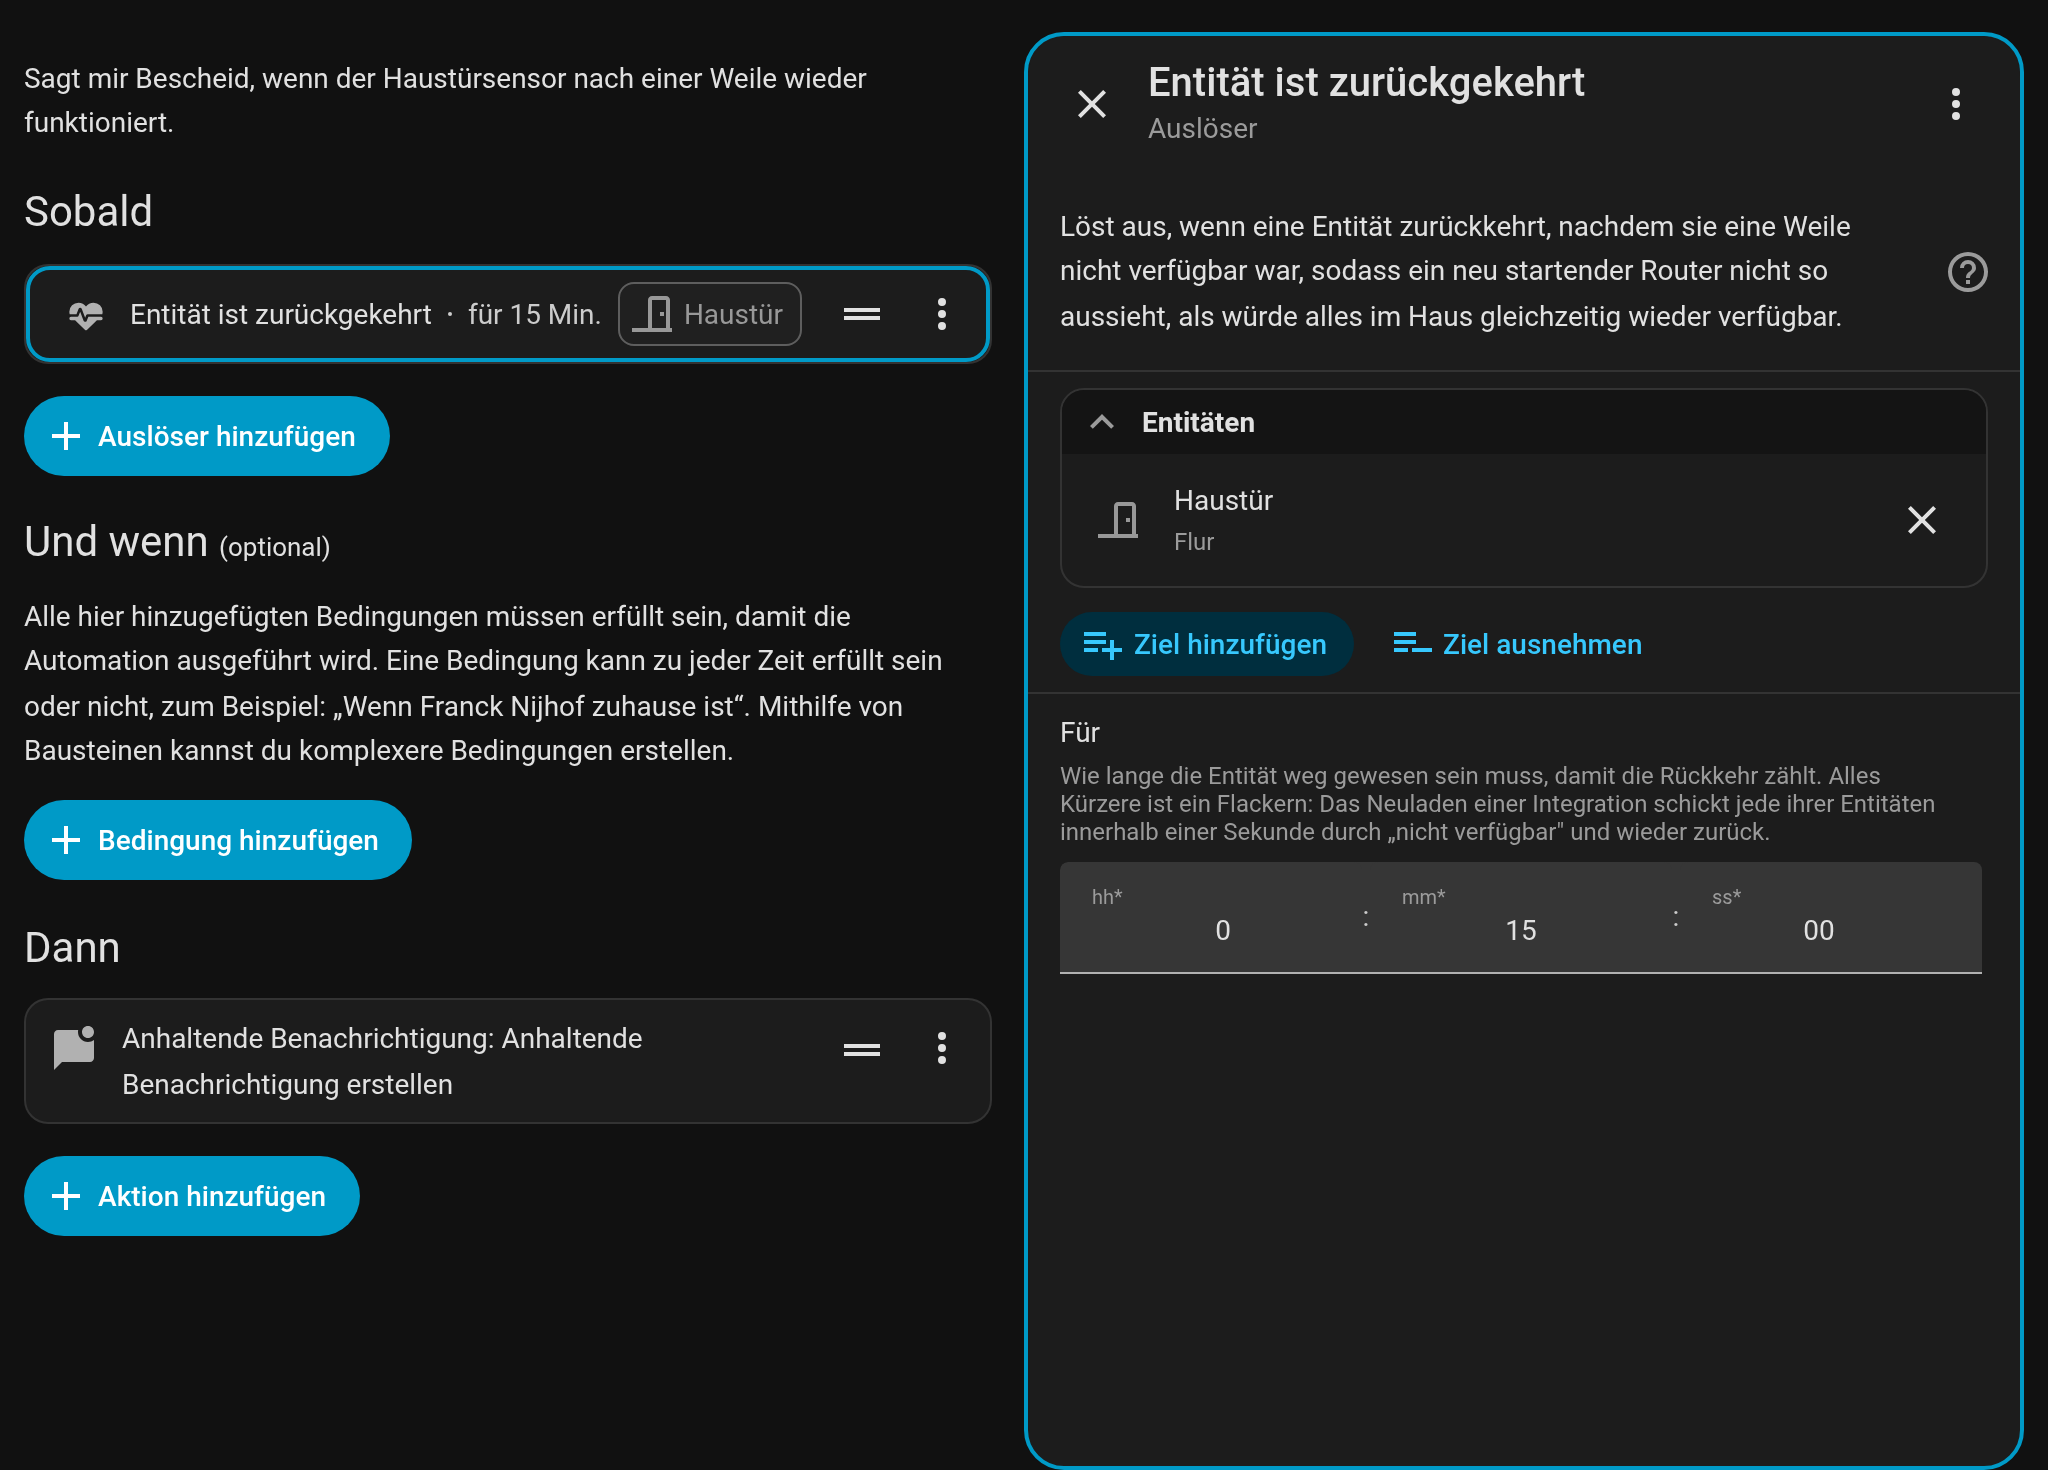 Sagt mir Bescheid, wenn der Haustürsensor nach einer Weile wieder
funktioniert.
Sobald
Entität ist zurückgekehrt · für 15 Min. Haustür
Auslöser hinzufügen
Und wenn (optional)
Alle hier hinzugefügten Bedingungen müssen erfüllt sein, damit die
Automation ausgeführt wird. Eine Bedingung kann zu jeder Zeit erfüllt sein
oder nicht, zum Beispiel: „Wenn Franck Nijhof zuhause ist“. Mithilfe von
Bausteinen kannst du komplexere Bedingungen erstellen.
Bedingung hinzufügen
Dann
Anhaltende Benachrichtigung: Anhaltende
Benachrichtigung erstellen
Aktion hinzufügen
Entität ist zurückgekehrt
Auslöser
Löst aus, wenn eine Entität zurückkehrt, nachdem sie eine Weile
nicht verfügbar war, sodass ein neu startender Router nicht so
aussieht, als würde alles im Haus gleichzeitig wieder verfügbar.
Entitäten
Haustür
Flur
Ziel hinzufügen
Ziel ausnehmen
Für
Wie lange die Entität weg gewesen sein muss, damit die Rückkehr zählt. Alles
Kürzere ist ein Flackern: Das Neuladen einer Integration schickt jede ihrer Entitäten
innerhalb einer Sekunde durch „nicht verfügbar" und wieder zurück.
hh* mm* ss*
0 : 15 : 00